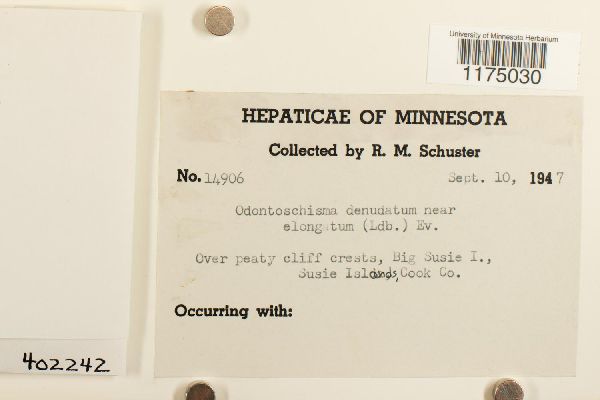 University of Minnesota Herbarium
1175030
HEPATICAE OF MINNESOTA
Collected by R. M. Schuster
No. 14906 Sept. 10, 1947
Odontoschisma denudatum near
elongatum (Ldb.) Ev.
Over peaty cliff crests, Big Susie I.,
Susie Islands, Cook Co.
Occurring with:
402242